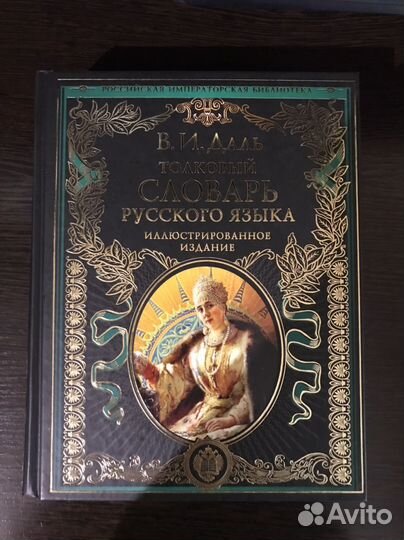 РОССИЙСКАЯ ИМПЕРАТОРСКАЯ БИБЛИОТЕКА
В. И. ДАЛЬ
ТОЛКОВЫЙ
СЛОВАРЬ
РУССКОГО ЯЗЫКА
ИЛЛЮСТРИРОВАННОЕ
ИЗДАНИЕ
Avito